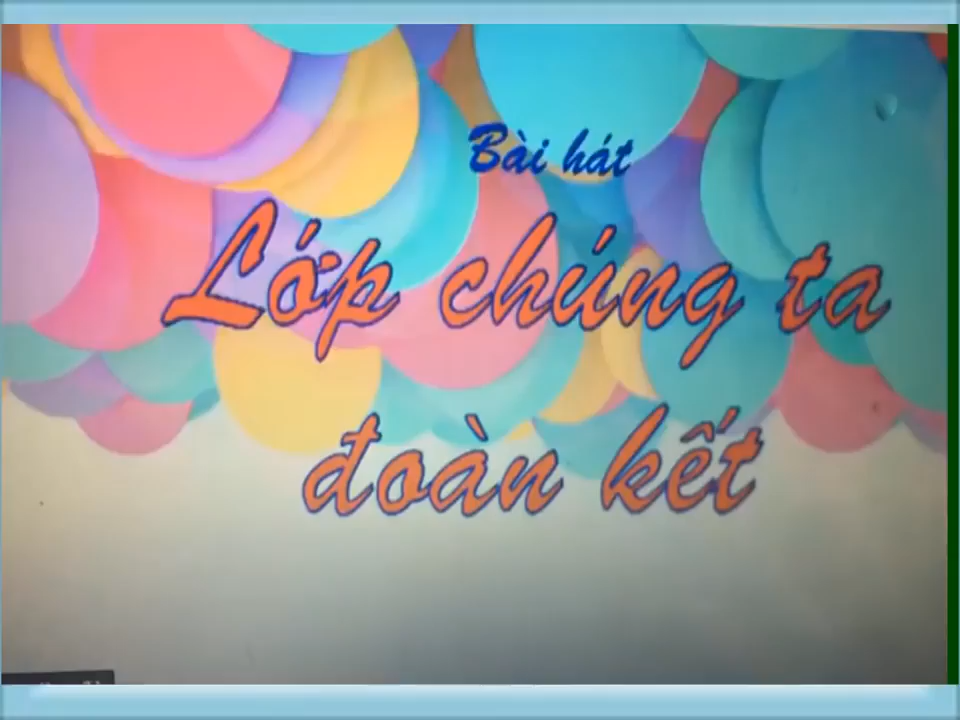 Bài hát
Lớp chúng ta
đoàn kết